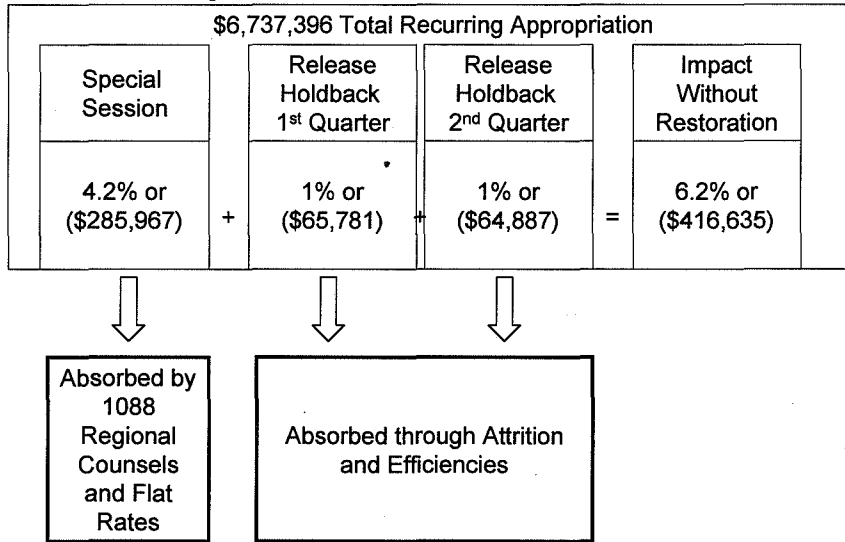 $6,737,396 Total Recurring Appropriation
Special
Session
Release
Holdback
1st Quarter
Release
Holdback
2nd Quarter
Impact
Without
Restoration
4.2% or
($285,967)
+
1% or
($65,781)
+
1% or
($64,887)
=
6.2% or
($416,635)
Absorbed by
1088
Regional
Counsels
and Flat
Rates
Absorbed through Attrition
and Efficiencies